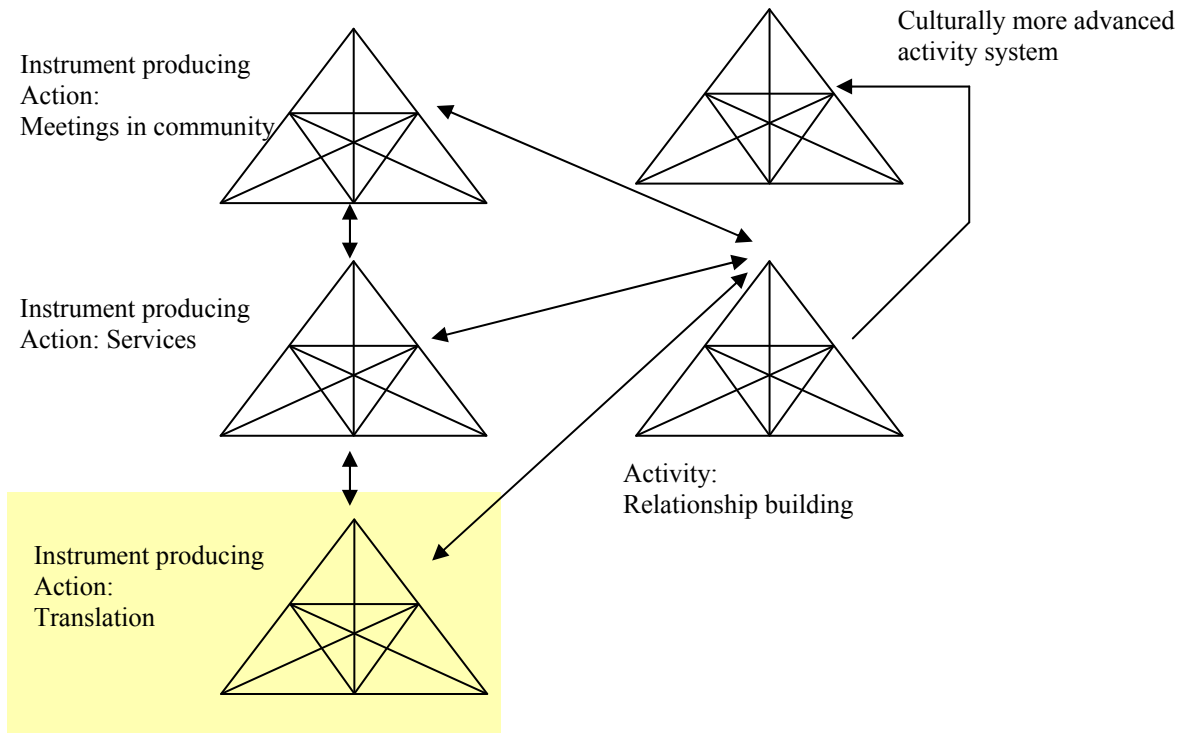 Instrument producing
Action:
Meetings in community
Culturally more advanced
activity system
Instrument producing
Action: Services
Activity:
Relationship building
Instrument producing
Action:
Translation